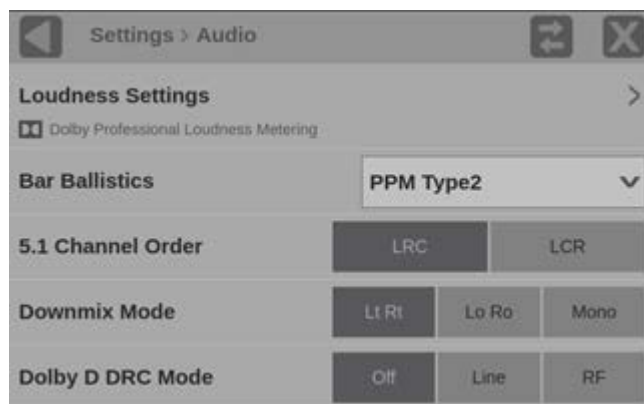 Settings > Audio
Loudness Settings >
Dolby Professional Loudness Metering
Bar Ballistics PPM Type2
5.1 Channel Order LRC LCR
Downmix Mode Lt Rt Lo Ro Mono
Dolby D DRC Mode Off Line RF